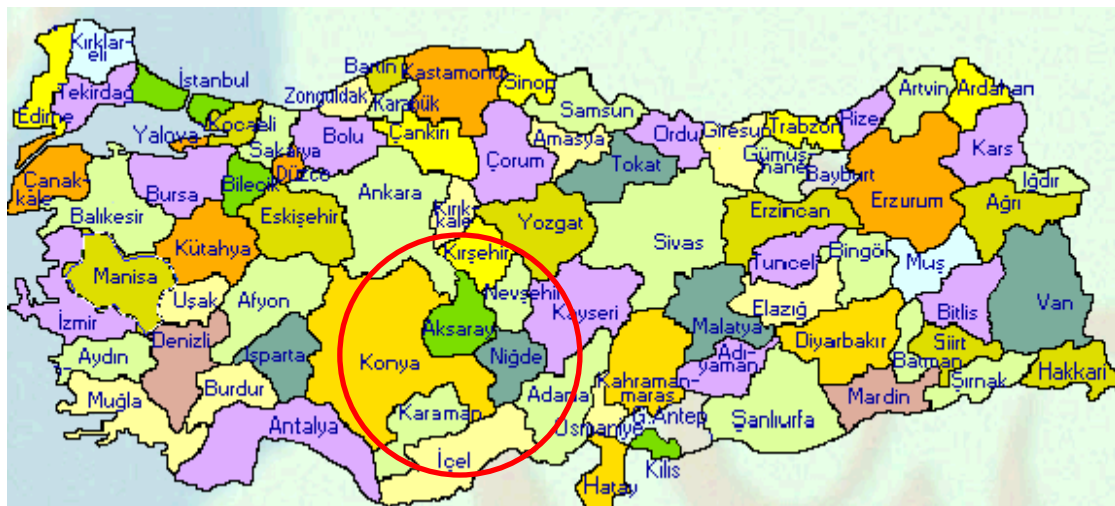 Kırklar-
eli
İstanbul
Tekirdağ
Edirne
Kocaeli
Yalova
Sakarya
Düzce
Zonguldak
Bartın
Karabük
Kastamonu
Sinop
Bolu
Çankırı
Samsun
Amasya
Çorum
Tokat
Ordu
Giresun
Trabzon
Gümüş-
hane
Rize
Artvin
Ardahan
Kars
Bayburt
Iğdır
Çanak-
kale
Bursa
Bilecik
Balıkesir
Eskişehir
Ankara
Kırık-
kale
Yozgat
Sivas
Erzincan
Erzurum
Ağrı
Kütahya
Manisa
Uşak
Afyon
Kırşehir
Nevşehir
Kayseri
Tunceli
Bingöl
Muş
Elazığ
Malatya
Bitlis
Van
İzmir
Aydın
Denizli
Isparta
Burdur
Konya
Aksaray
Niğde
Adana
Kahraman-
maras
Adı-
yaman
Diyarbakır
Batman
Siirt
Şırnak
Hakkari
Mardin
Şanlıurfa
Muğla
Antalya
Karaman
İçel
Osmaniye
G.Antep
Kilis
Hatay